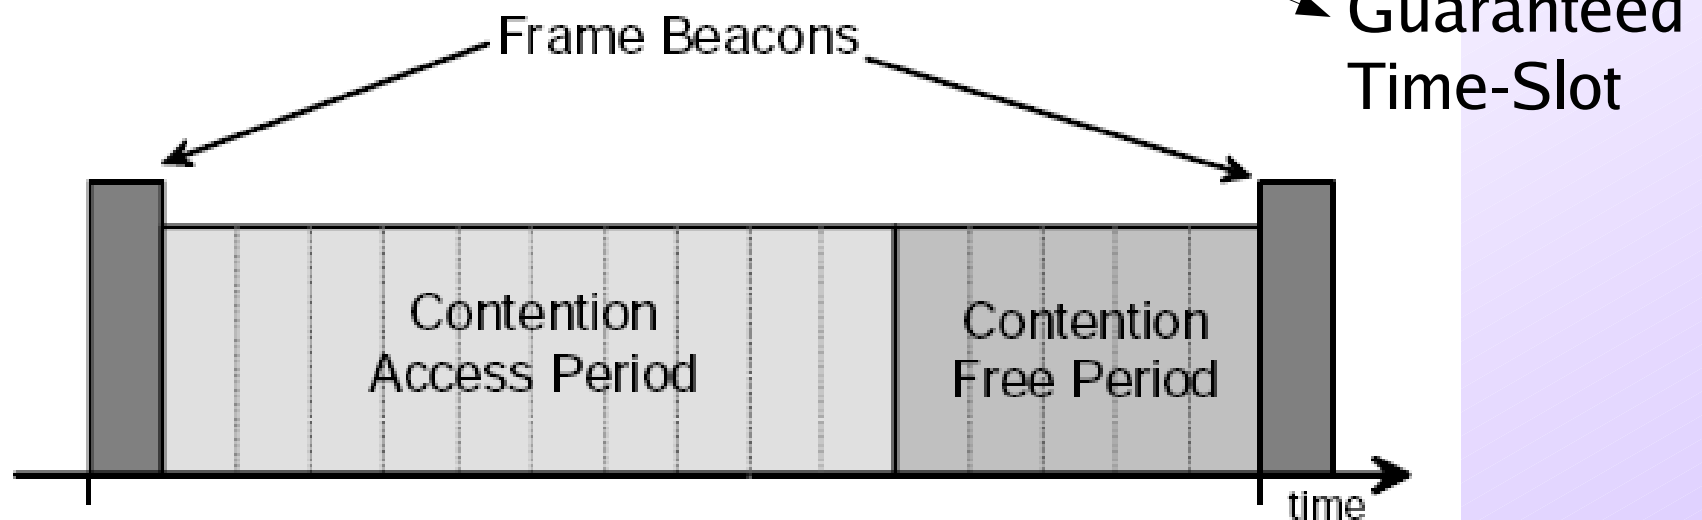 Frame Beacons
Guaranteed
Time-Slot
Contention
Access Period
Contention
Free Period
time